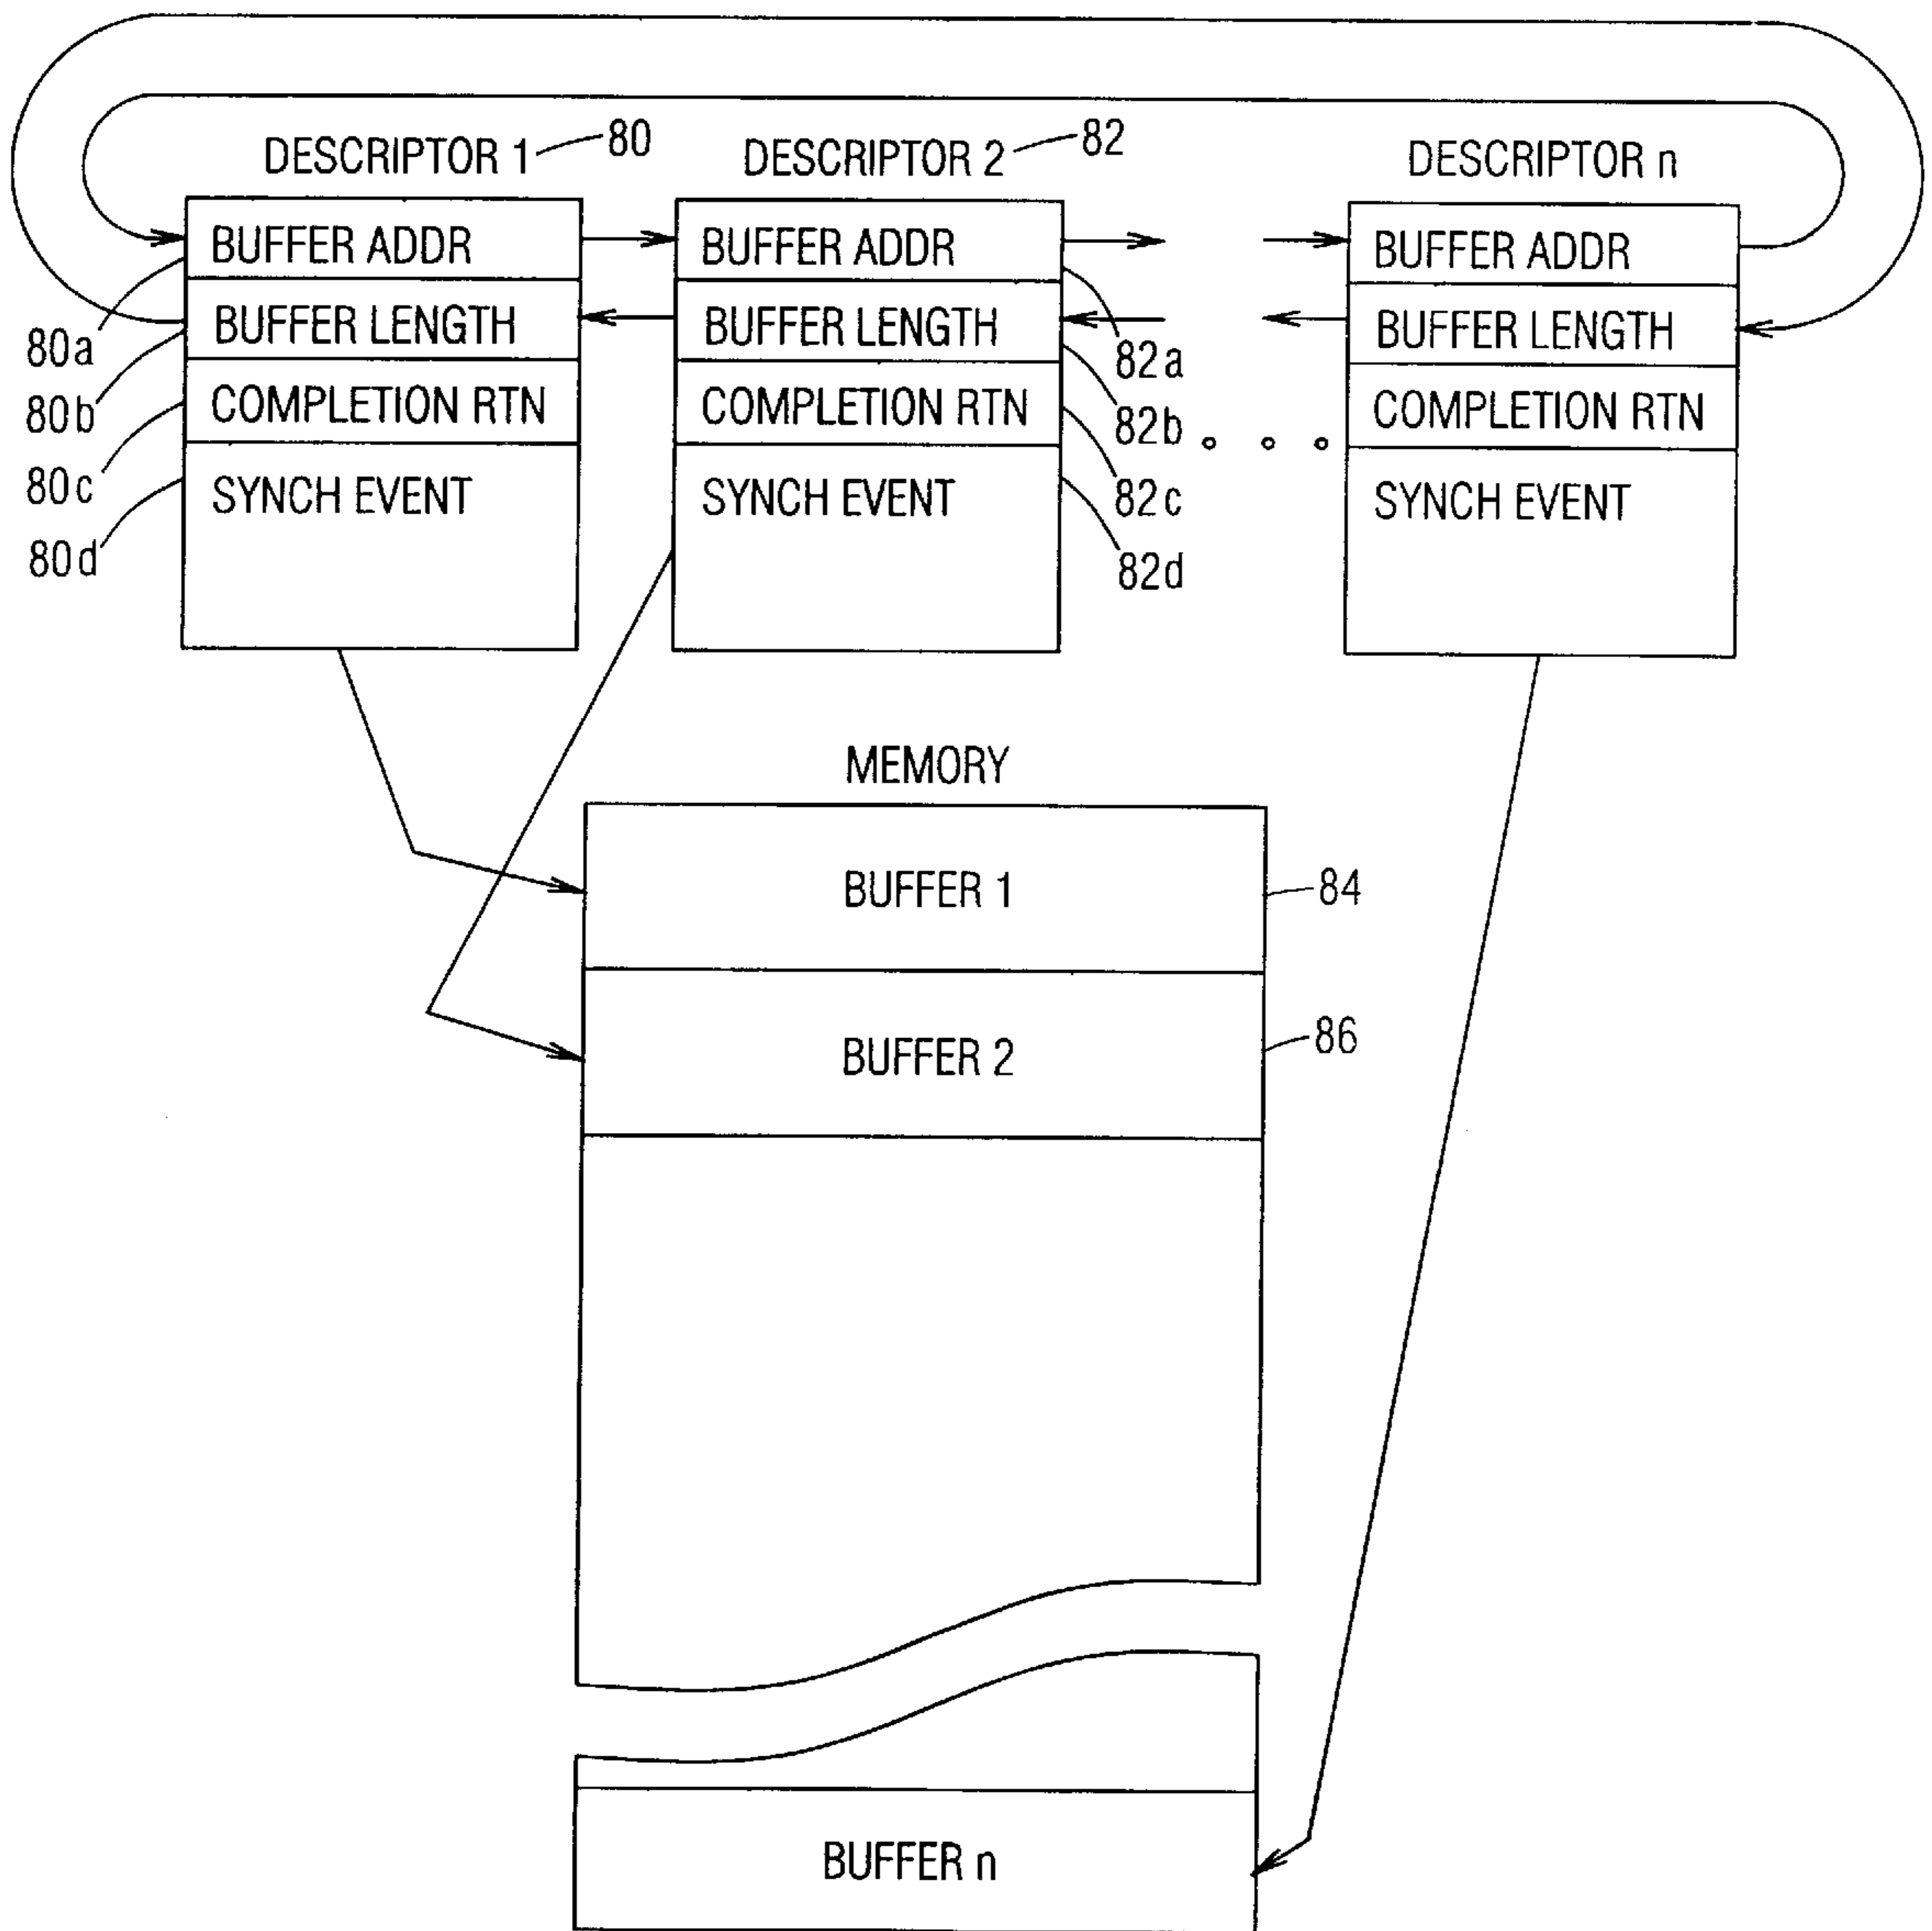 DESCRIPTOR 1 80
DESCRIPTOR 2 82
DESCRIPTOR n
BUFFER ADDR
BUFFER LENGTH
COMPLETION RTN
SYNCH EVENT
80a
80b
80c
80d
BUFFER ADDR
BUFFER LENGTH
COMPLETION RTN
SYNCH EVENT
82a
82b
82c
82d
BUFFER ADDR
BUFFER LENGTH
COMPLETION RTN
SYNCH EVENT
MEMORY
BUFFER 1
84
BUFFER 2
86
BUFFER n